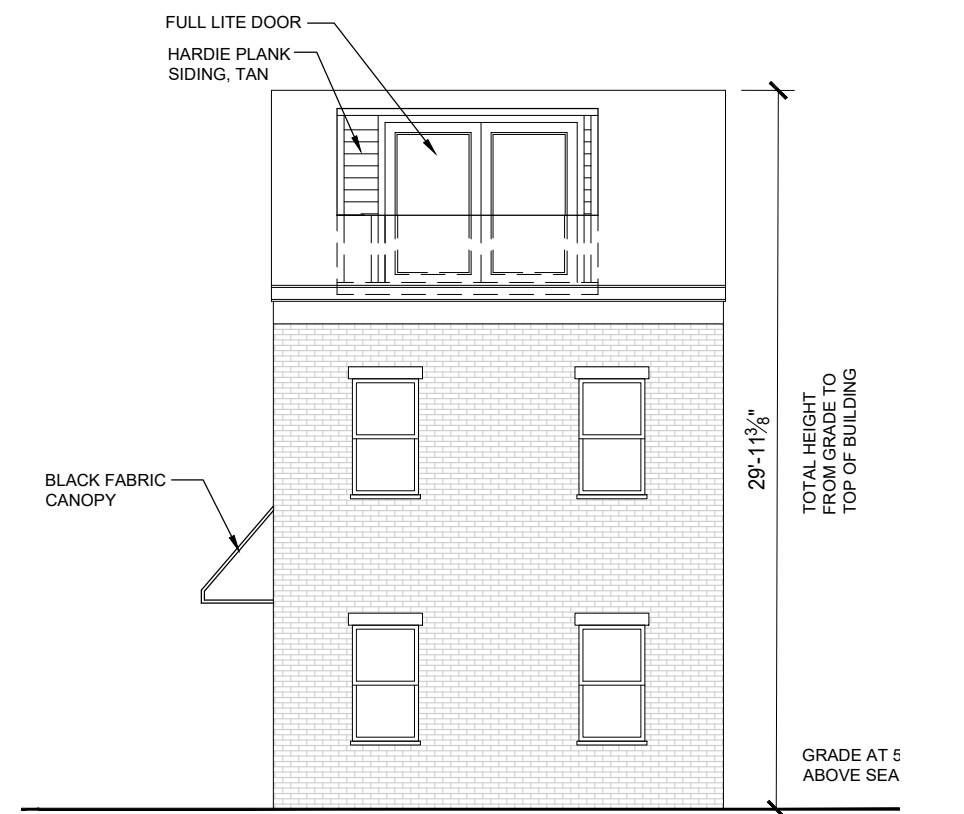 FULL LITE DOOR
HARDIE PLANK
SIDING, TAN
BLACK FABRIC
CANOPY
29'-11⅜"
TOTAL HEIGHT
FROM GRADE TO
TOP OF BUILDING
GRADE AT 5
ABOVE SEA